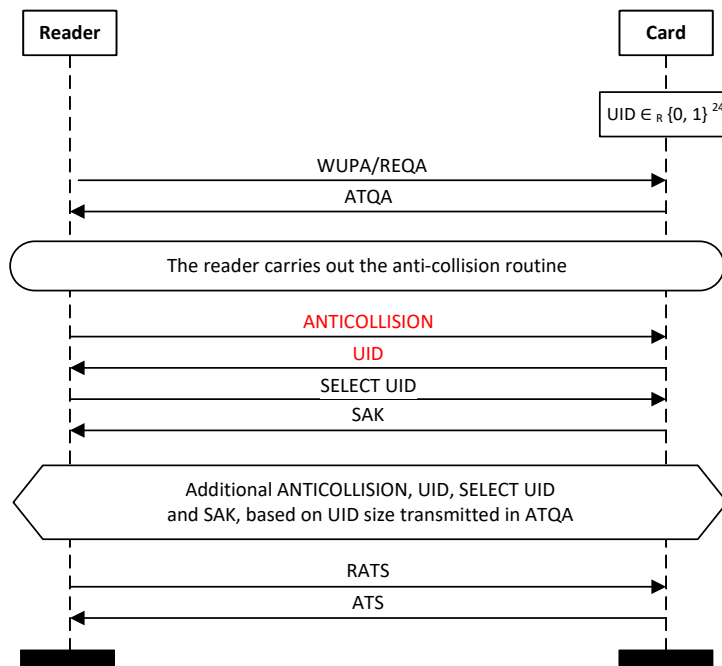 Reader
Card
UID ∈ R {0, 1} 24
WUPA/REQA
ATQA
The reader carries out the anti-collision routine
ANTICOLLISION
UID
SELECT UID
SAK
Additional ANTICOLLISION, UID, SELECT UID
and SAK, based on UID size transmitted in ATQA
RATS
ATS